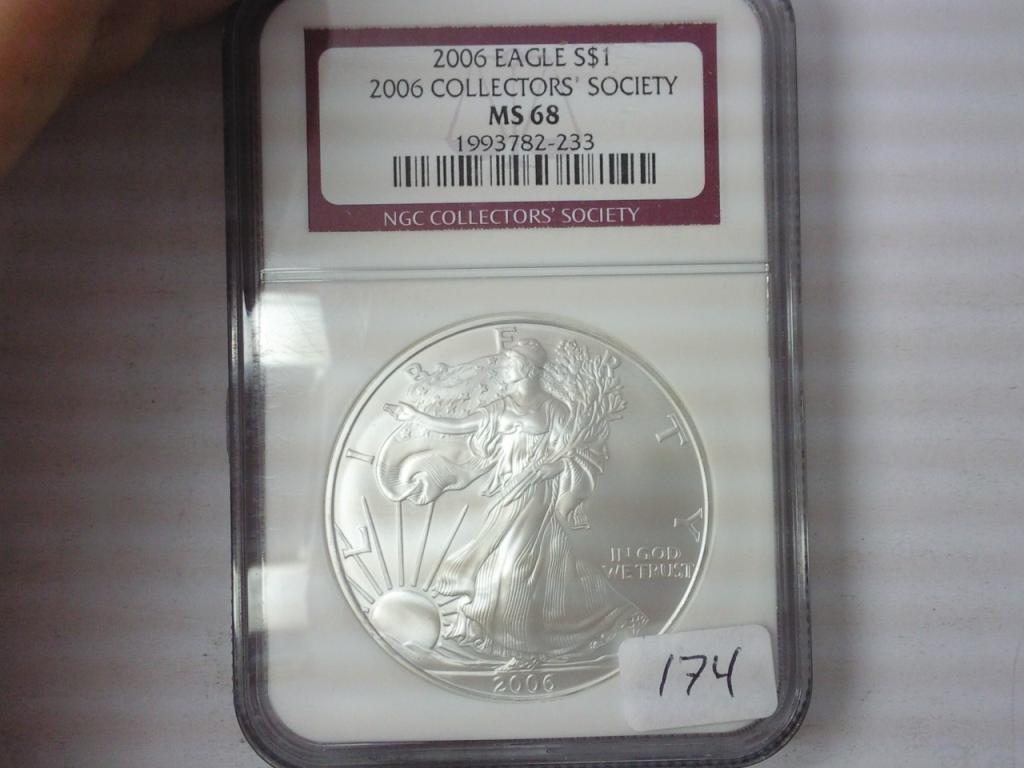 2006 EAGLE S$1
2006 COLLECTORS' SOCIETY
MS 68
1993782-233
NGC COLLECTORS' SOCIETY
LIBERTY
IN GOD
WE TRUST
2006
174